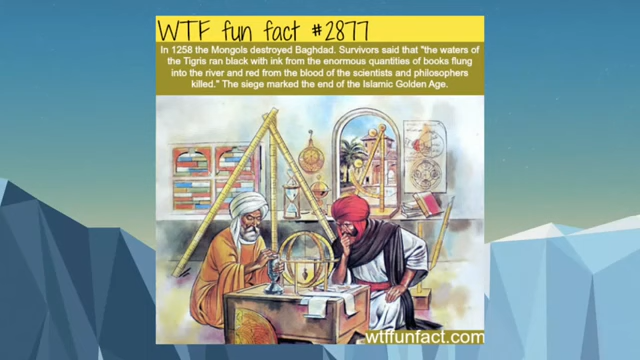 WTF fun fact #2877
In 1258 the Mongols destroyed Baghdad. Survivors said that "the waters of
the Tigris ran black with ink from the enormous quantities of books flung
into the river and red from the blood of the scientists and philosophers
killed." The siege marked the end of the Islamic Golden Age.
wtffunfact.com